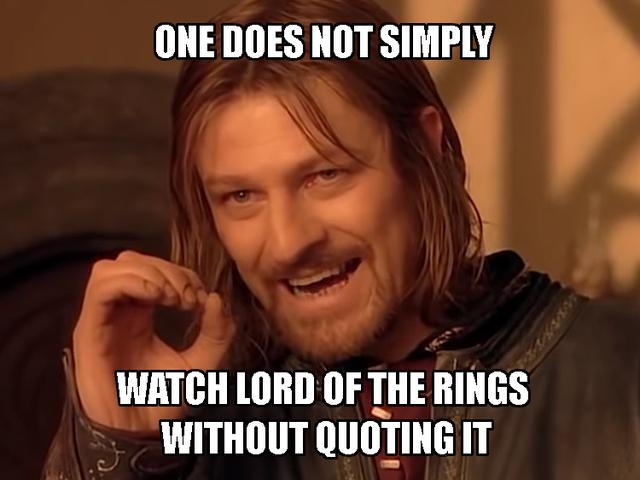 ONE DOES NOT SIMPLY
WATCH LORD OF THE RINGS
WITHOUT QUOTING IT